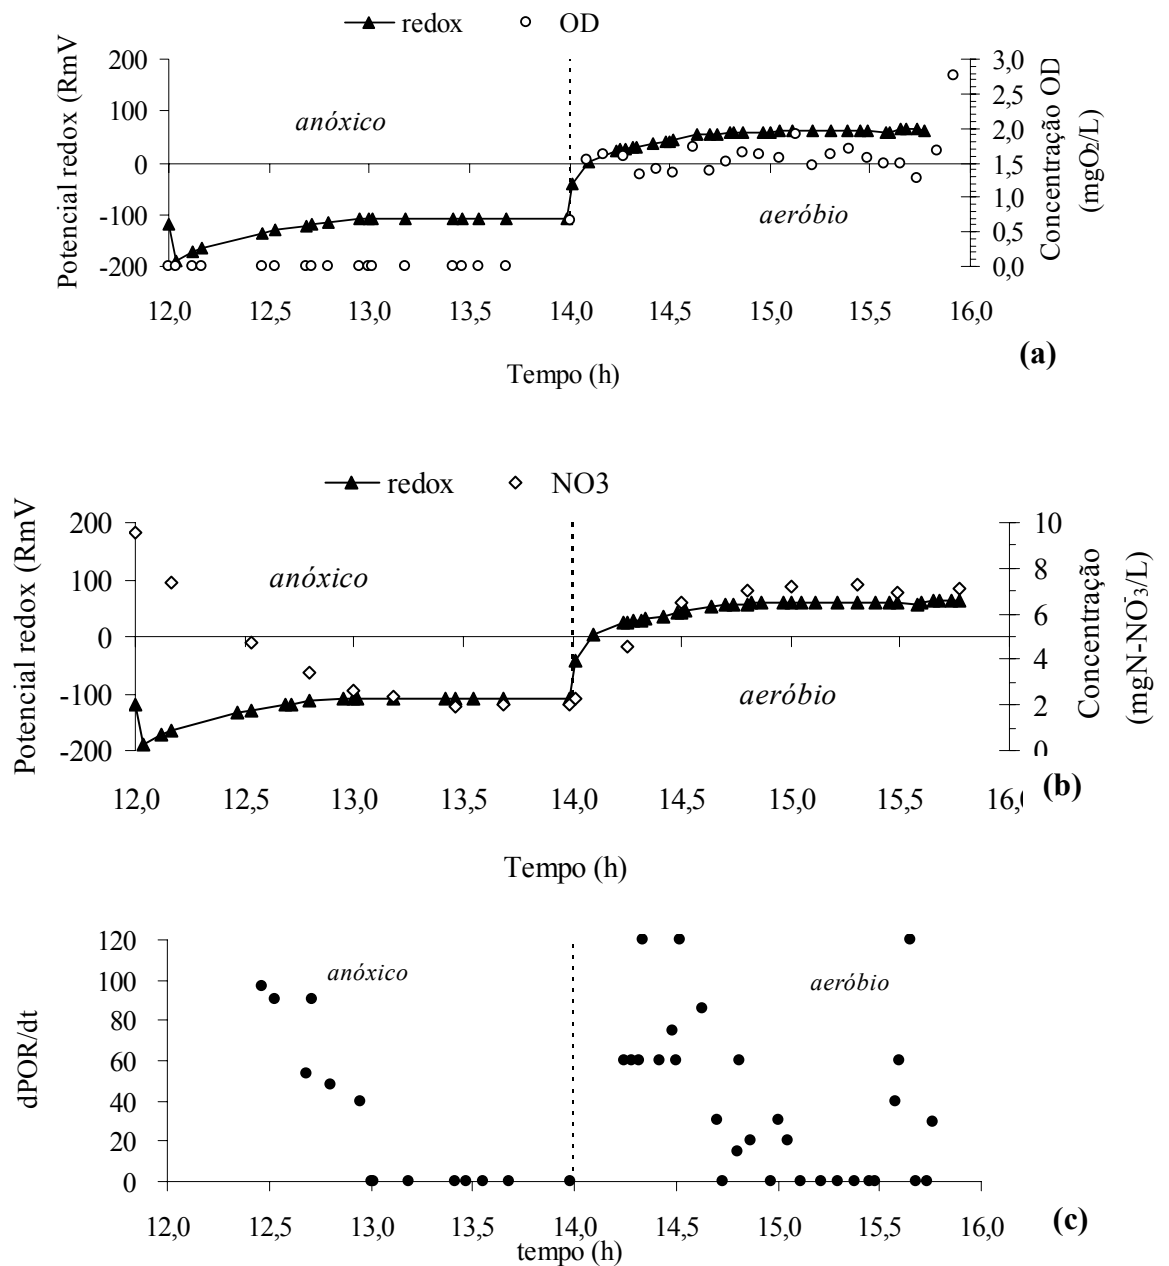 redox OD
Potencial redox (RmV
200
100
0
-100
-200
anóxico
aeróbio
3,0
2,5
2,0
1,5
1,0
0,5
0,0
Concentração OD
(mgO2/L)
12,0 12,5 13,0 13,5 14,0 14,5 15,0 15,5 16,0
Tempo (h)
(a)
redox NO3
Potencial redox (RmV
200
100
0
-100
-200
anóxico
aeróbio
10
8
6
4
2
0
Concentração
(mgN-NO3-/L)
12,0 12,5 13,0 13,5 14,0 14,5 15,0 15,5 16,0
Tempo (h)
(b)
dPOR/dt
120
100
80
60
40
20
0
anóxico
aeróbio
12,0 12,5 13,0 13,5 14,0 14,5 15,0 15,5 16,0
tempo (h)
(c)